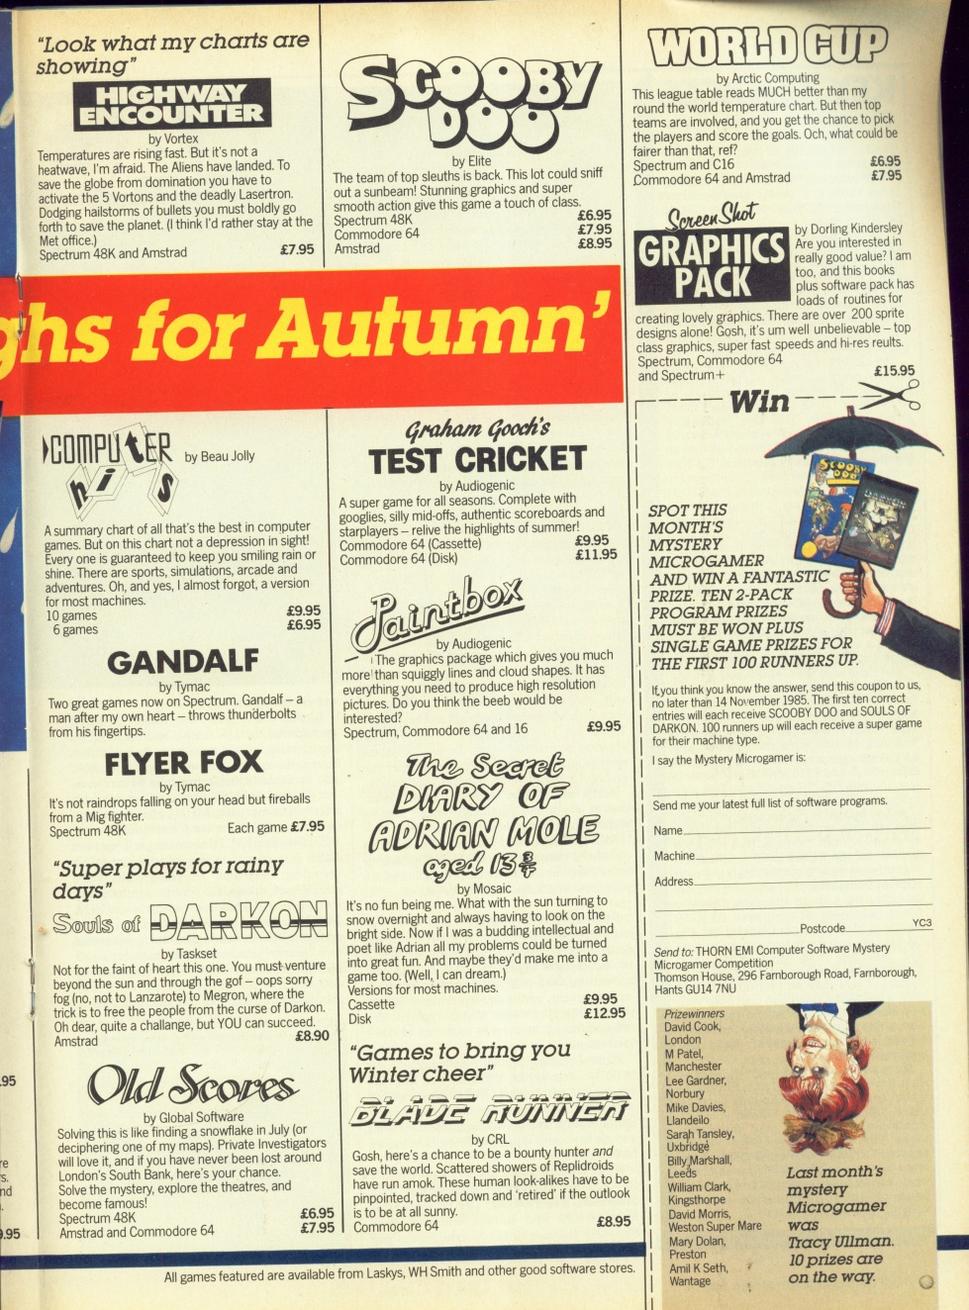 "Look what my charts are
showing"
HIGHWAY
ENCOUNTER
by Vortex
Temperatures are rising fast. But it's not a
heatwave, I'm afraid. The Aliens have landed. To
save the globe from domination you have to
activate the 5 Vortons and the deadly Lasertron.
Dodging hailstorms of bullets you must boldly go
forth to save the planet. (I think I'd rather stay at the
Met office.)
Spectrum 48K and Amstrad £7.95
SCOOBY
DOO
by Elite
The team of top sleuths is back. This lot could sniff
out a sunbeam! Stunning graphics and super
smooth action give this game a touch of class.
Spectrum 48K £6.95
Commodore 64 £7.95
Amstrad £8.95
ghs for Autumn'
COMPUTER
hits
by Beau Jolly
A summary chart of all that's the best in computer
games. But on this chart not a depression in sight!
Every one is guaranteed to keep you smiling rain or
shine. There are sports, simulations, arcade and
adventures. Oh, and yes, I almost forgot, a version
for most machines.
10 games £9.95
6 games £6.95
GANDALF
by Tymac
Two great games now on Spectrum. Gandalf – a
man after my own heart – throws thunderbolts
from his fingertips.
FLYER FOX
by Tymac
It's not raindrops falling on your head but fireballs
from a Mig fighter.
Spectrum 48K Each game £7.95
"Super plays for rainy
days"
Souls of DARKON
by Taskset
Not for the faint of heart this one. You must venture
beyond the sun and through the gof – oops sorry
fog (no, not to Lanzarote) to Megron, where the
trick is to free the people from the curse of Darkon.
Oh dear, quite a challange, but YOU can succeed.
Amstrad £8.90
Old Scores
by Global Software
Solving this is like finding a snowflake in July (or
deciphering one of my maps). Private Investigators
will love it, and if you have never been lost around
London's South Bank, here's your chance.
Solve the mystery, explore the theatres, and
become famous!
Spectrum 48K £6.95
Amstrad and Commodore 64 £7.95
Graham Gooch's
TEST CRICKET
by Audiogenic
A super game for all seasons. Complete with
googlies, silly mid-offs, authentic scoreboards and
starplayers – relive the highlights of summer!
Commodore 64 (Cassette) £9.95
Commodore 64 (Disk) £11.95
Paintbox
by Audiogenic
The graphics package which gives you much
more than squiggly lines and cloud shapes. It has
everything you need to produce high resolution
pictures. Do you think the beeb would be
interested?
Spectrum, Commodore 64 and 16 £9.95
The Secret
DIARY OF
ADRIAN MOLE
aged 13 ¾
by Mosaic
It's no fun being me. What with the sun turning to
snow overnight and always having to look on the
bright side. Now if I was a budding intellectual and
poet like Adrian all my problems could be turned
into great fun. And maybe they'd make me into a
game too. (Well, I can dream.)
Versions for most machines.
Cassette £9.95
Disk £12.95
"Games to bring you
Winter cheer"
BLADE RUNNER
by CRL
Gosh, here's a chance to be a bounty hunter and
save the world. Scattered showers of Replidroids
have run amok. These human look-alikes have to be
pinpointed, tracked down and 'retired' if the outlook
is to be at all sunny.
Commodore 64 £8.95
WORLD CUP
by Arctic Computing
This league table reads MUCH better than my
round the world temperature chart. But then top
teams are involved, and you get the chance to pick
the players and score the goals. Och, what could be
fairer than that, ref?
Spectrum and C16 £6.95
Commodore 64 and Amstrad £7.95
ScreenShot
GRAPHICS
PACK
by Dorling Kindersley
Are you interested in
really good value? I am
too, and this books
plus software pack has
loads of routines for
creating lovely graphics. There are over 200 sprite
designs alone! Gosh, it's um well unbelievable – top
class graphics, super fast speeds and hi-res reults.
Spectrum, Commodore 64
and Spectrum+ £15.95
Win
SCOOBY
DOO
SPOT THIS
MONTH'S
MYSTERY
MICROGAMER
AND WIN A FANTASTIC
PRIZE. TEN 2-PACK
PROGRAM PRIZES
MUST BE WON PLUS
SINGLE GAME PRIZES FOR
THE FIRST 100 RUNNERS UP.
If,you think you know the answer, send this coupon to us,
no later than 14 November 1985. The first ten correct
entries will each receive SCOOBY DOO and SOULS OF
DARKON. 100 runners up will each receive a super game
for their machine type.
I say the Mystery Microgamer is:
Send me your latest full list of software programs.
Name
Machine
Address
Postcode YC3
Send to: THORN EMI Computer Software Mystery
Microgamer Competition
Thomson House, 296 Farnborough Road, Farnborough,
Hants GU14 7NU
Prizewinners
David Cook,
London
M Patel,
Manchester
Lee Gardner,
Norbury
Mike Davies,
Llandeilo
Sarah Tansley,
Uxbridge
Billy Marshall,
Leeds
William Clark,
Kingsthorpe
David Morris,
Weston Super Mare
Mary Dolan,
Preston
Amil K Seth,
Wantage
Last month's
mystery
Microgamer
was
Tracy Ullman.
10 prizes are
on the way.
.95
re
s.
nd
).
9.95
All games featured are available from Laskys, WH Smith and other good software stores.